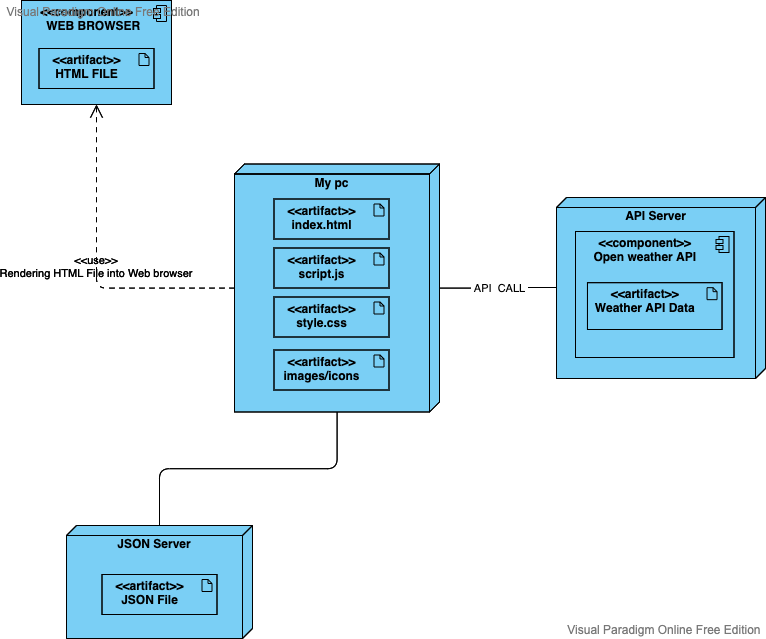 Visual Paradigm Online Free Edition
<<component>>
WEB BROWSER
<<artifact>>
HTML FILE
My pc
<<artifact>>
index.html
<<artifact>>
script.js
<<artifact>>
style.css
<<artifact>>
images/icons
API Server
<<component>>
Open weather API
<<artifact>>
Weather API Data
<<use>>
Rendering HTML File into Web browser
API CALL
JSON Server
<<artifact>>
JSON File
Visual Paradigm Online Free Edition